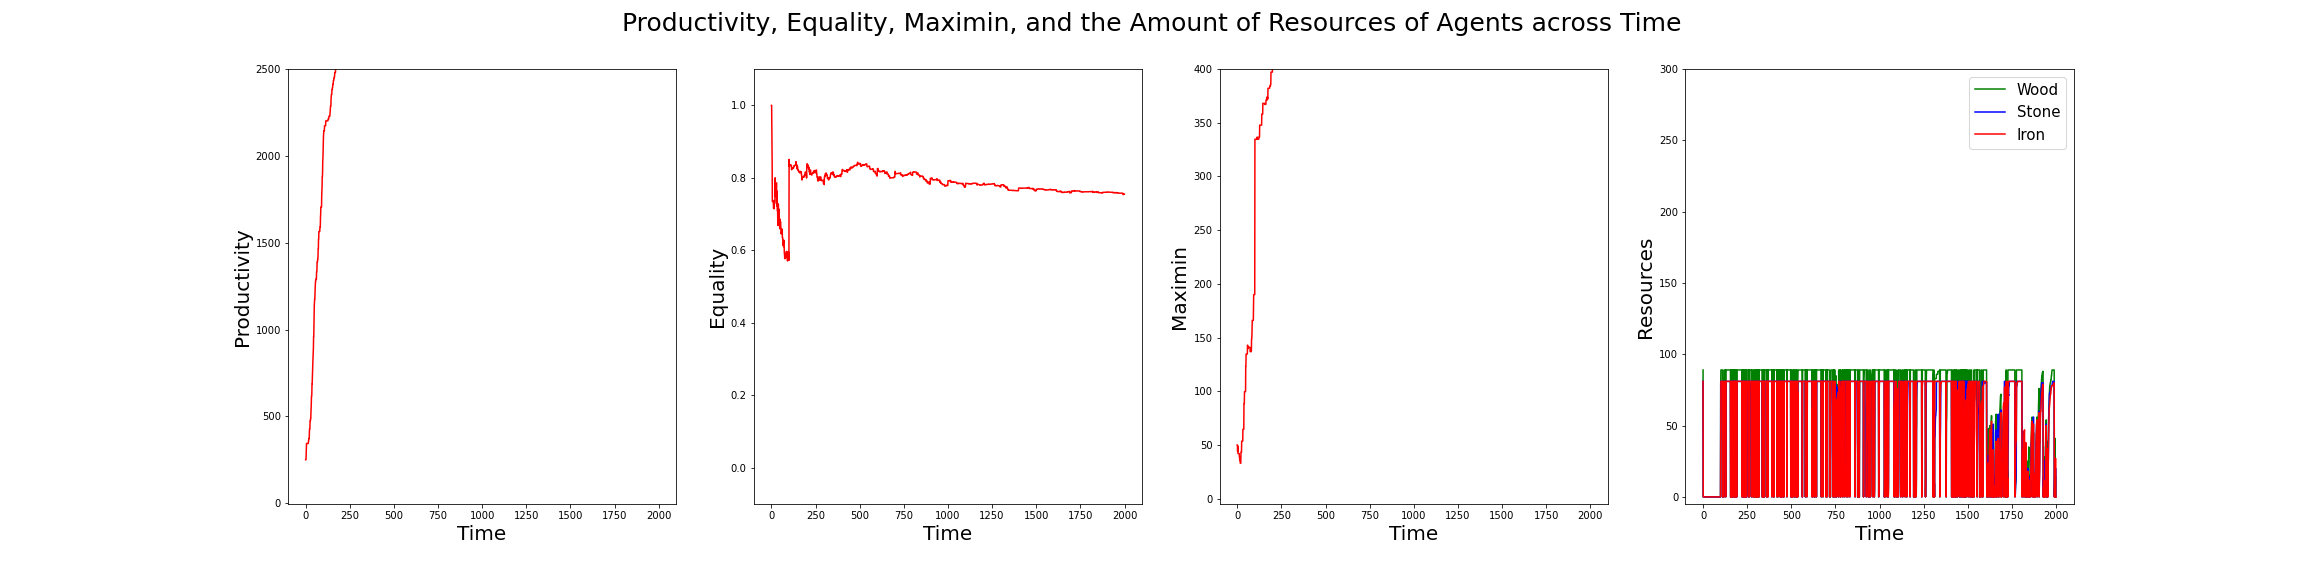 Productivity, Equality, Maximin, and the Amount of Resources of Agents across Time
Productivity
2500
2000
1500
1000
500
0
0 250 500 750 1000 1250 1500 1750 2000
Time
Equality
1.0
0.8
0.6
0.4
0.2
0.0
0 250 500 750 1000 1250 1500 1750 2000
Time
Maximin
400
350
300
250
200
150
100
50
0
0 250 500 750 1000 1250 1500 1750 2000
Time
Resources
300
250
200
150
100
50
0
0 250 500 750 1000 1250 1500 1750 2000
Time
Wood
Stone
Iron